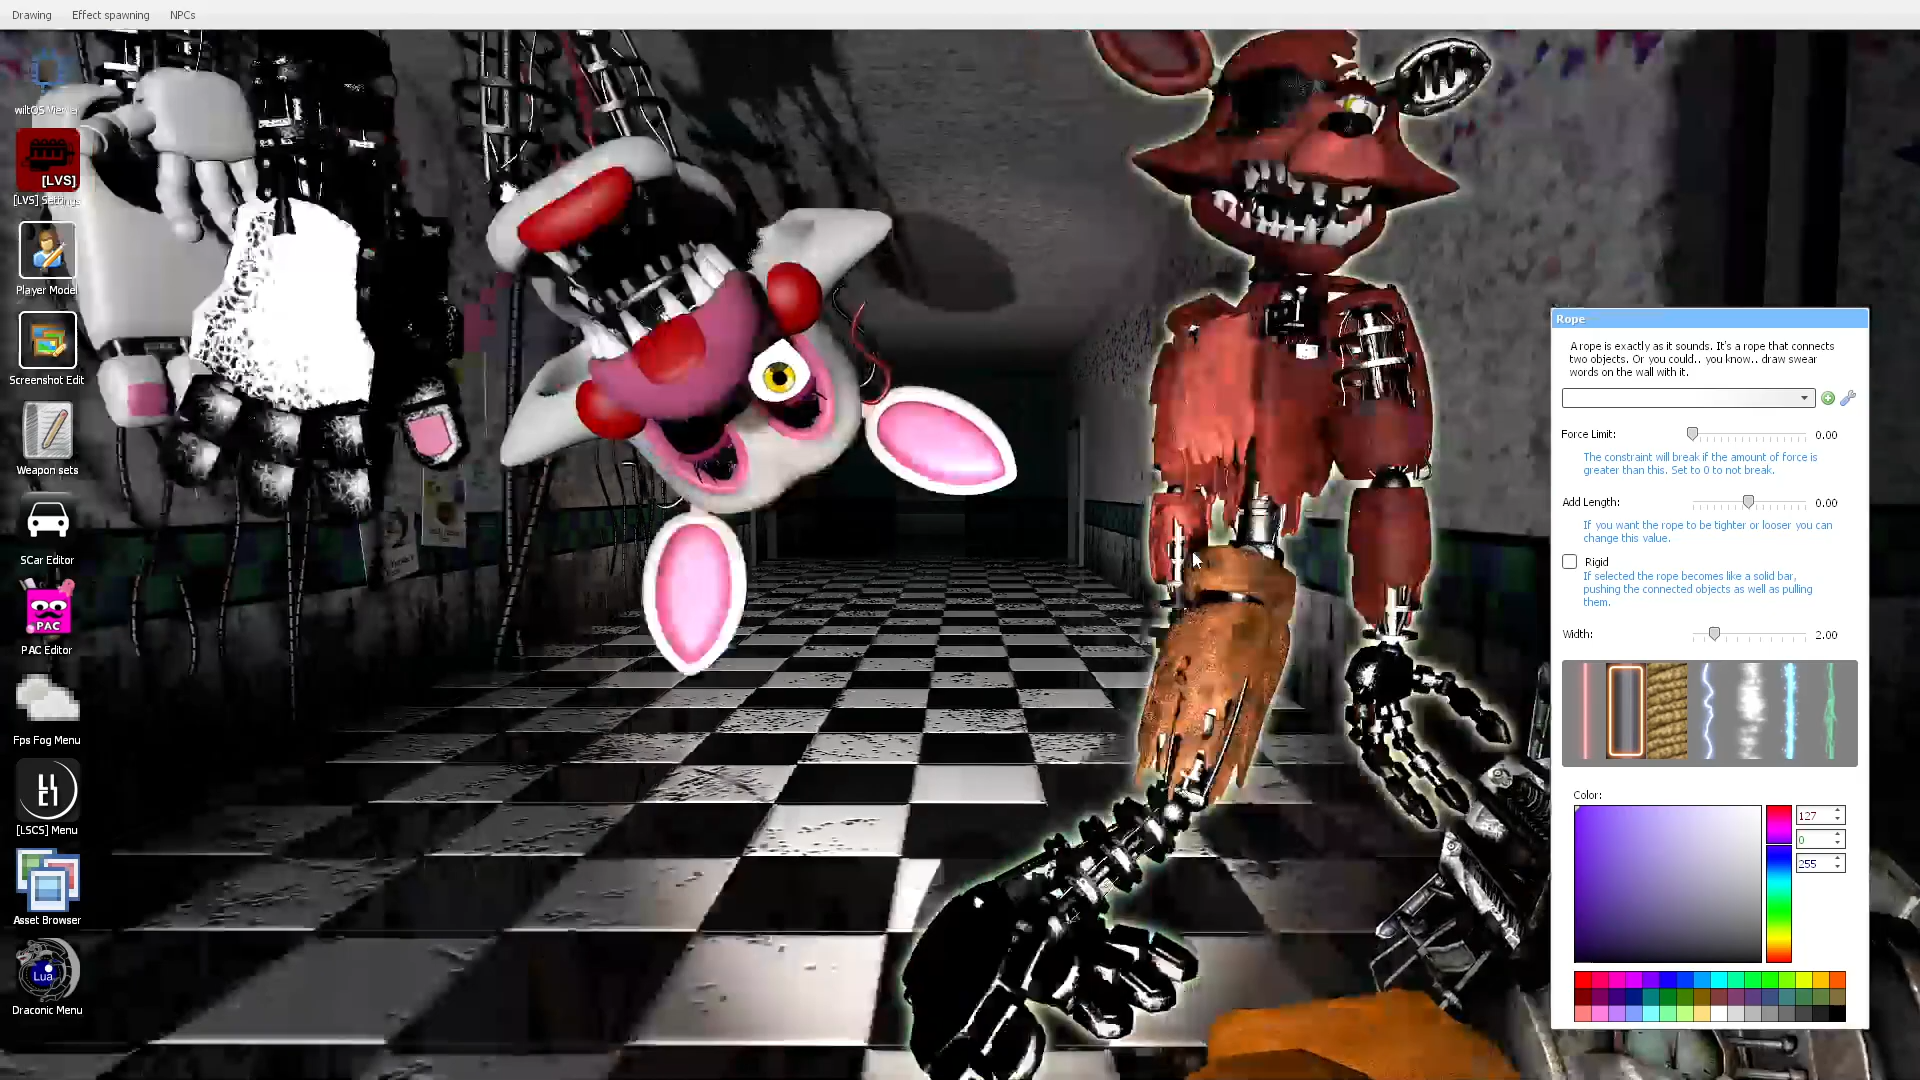 Drawing Effect spawning NPCs
[LVS]
[LVS] Settings
Player Model
Screenshot Edit
Weapon sets
SCar Editor
PAC
PAC Editor
Fps Fog Menu
[LSCS] Menu
Asset Browser
Lua
Draconic Menu
Rope
A rope is exactly as it sounds. It's a rope that connects
two objects. Or you could.. you know.. draw swear
words on the wall with it.
Force Limit: 0.00
The constraint will break if the amount of force is
greater than this. Set to 0 to not break.
Add Length: 0.00
If you want the rope to be tighter or looser you can
change this value.
Rigid
If selected the rope becomes like a solid bar,
pushing the connected objects as well as pulling
them.
Width: 2.00
Color:
127
0
255